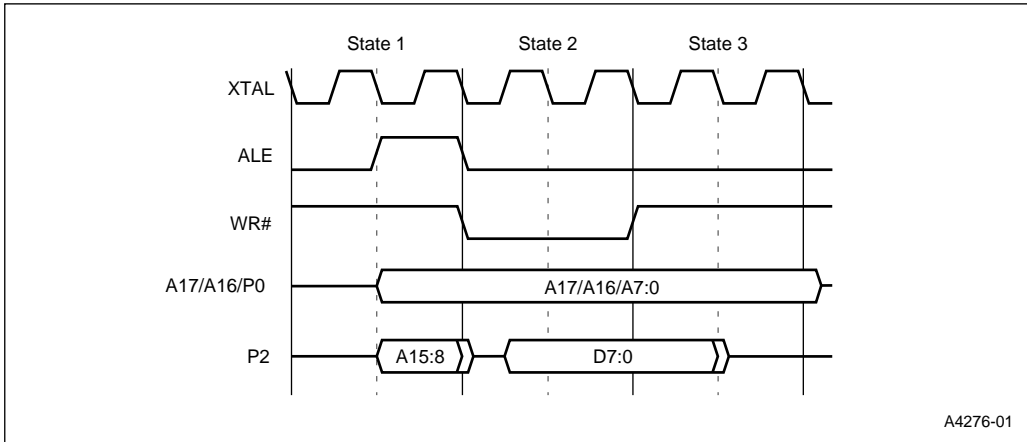 State 1 State 2 State 3
XTAL
ALE
WR#
A17/A16/P0 A17/A16/A7:0
P2 A15:8 D7:0
A4276-01